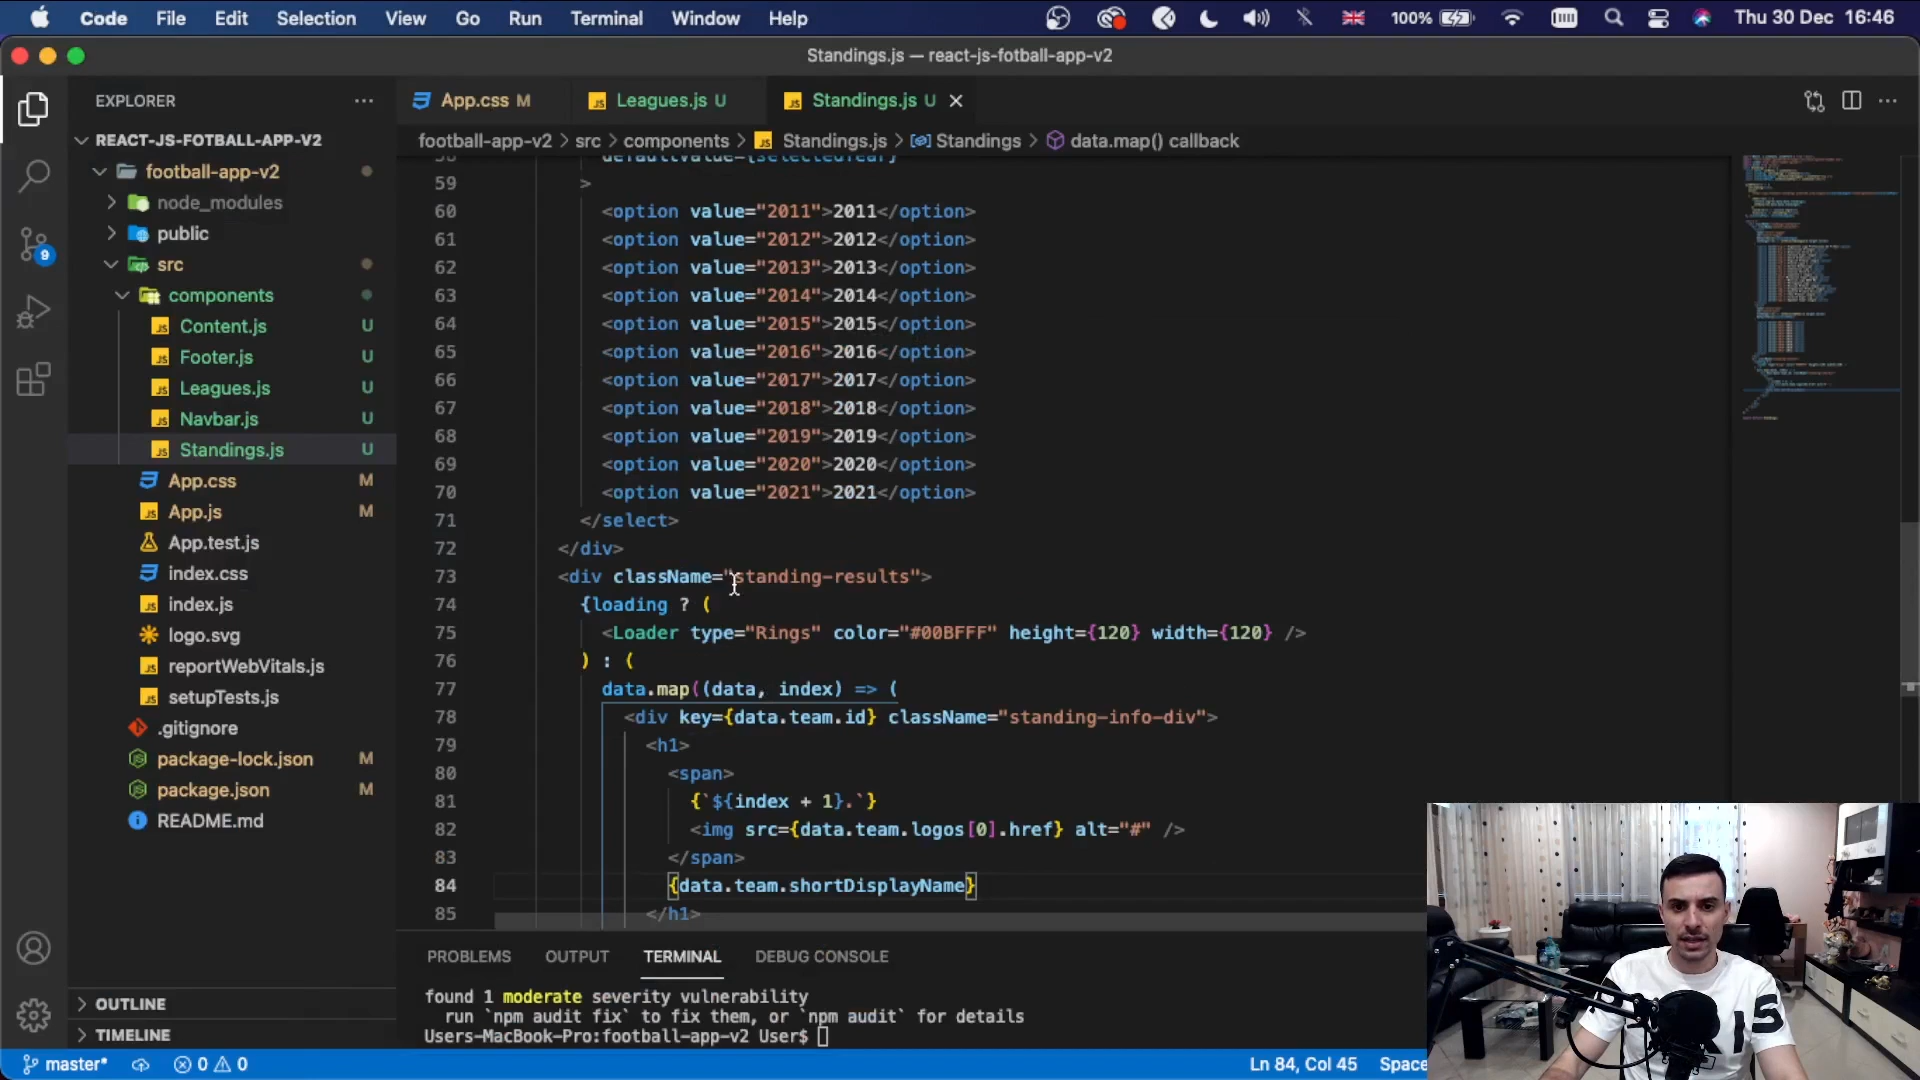 Code File Edit Selection View Go Run Terminal Window Help 100% Thu 30 Dec 16:46
Standings.js — react-js-fotball-app-v2
EXPLORER
App.css M
Leagues.js U
Standings.js U
REACT-JS-FOTBALL-APP-V2
football-app-v2 > src > components > Standings.js > Standings > data.map() callback
football-app-v2
node_modules
public
src
components
Content.js U
Footer.js U
Leagues.js U
Navbar.js U
Standings.js U
App.css M
App.js M
App.test.js
index.css
index.js
logo.svg
reportWebVitals.js
setupTests.js
.gitignore
package-lock.json M
package.json M
README.md
OUTLINE
TIMELINE
9
58 defaultValue={selectedYear}
59 >
60 <option value="2011">2011</option>
61 <option value="2012">2012</option>
62 <option value="2013">2013</option>
63 <option value="2014">2014</option>
64 <option value="2015">2015</option>
65 <option value="2016">2016</option>
66 <option value="2017">2017</option>
67 <option value="2018">2018</option>
68 <option value="2019">2019</option>
69 <option value="2020">2020</option>
70 <option value="2021">2021</option>
71 </select>
72 </div>
73 <div className="standing-results">
74 {loading ? (
75 <Loader type="Rings" color="#00BFFF" height={120} width={120} />
76 ) : (
77 data.map((data, index) => (
78 <div key={data.team.id} className="standing-info-div">
79 <h1>
80 <span>
81 {`${index + 1}.`}
82 <img src={data.team.logos[0].href} alt="#" />
83 </span>
84 {data.team.shortDisplayName}
85 </h1>
PROBLEMS OUTPUT TERMINAL DEBUG CONSOLE
found 1 moderate severity vulnerability
run `npm audit fix` to fix them, or `npm audit` for details
Users-MacBook-Pro:football-app-v2 User$
master* 0 0 Ln 84, Col 45 Space